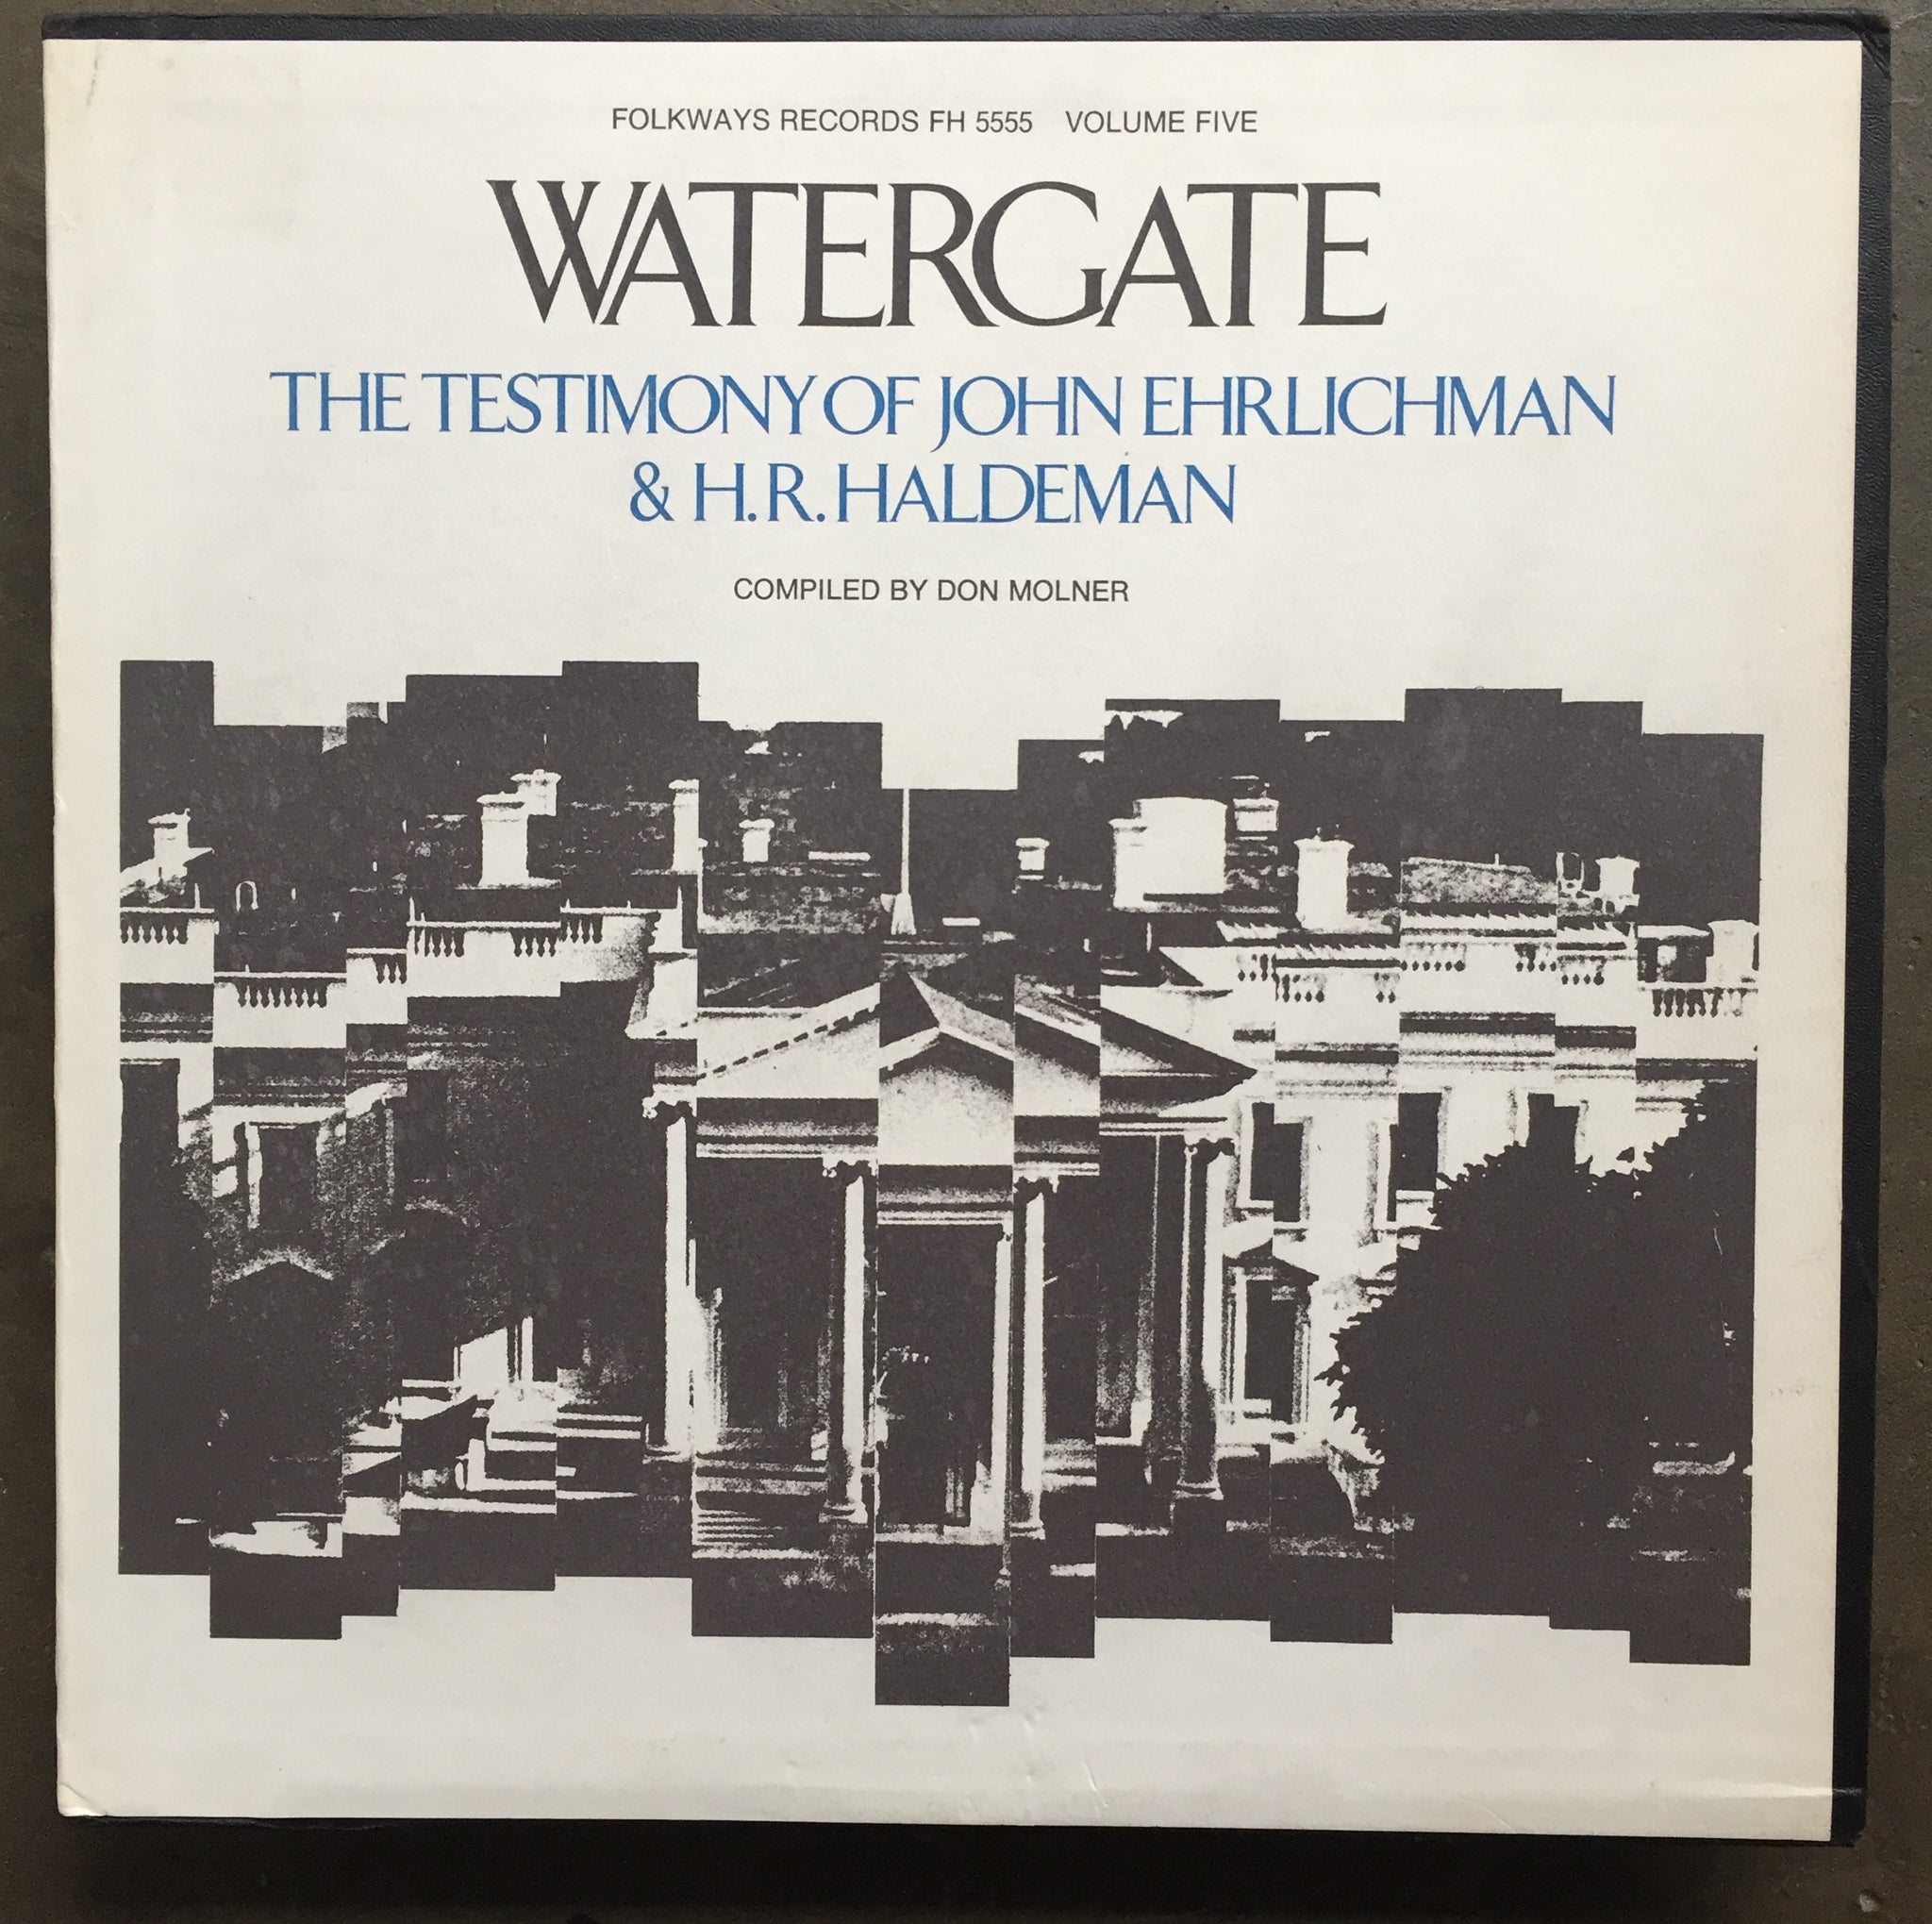 FOLKWAYS RECORDS FH 5555 VOLUME FIVE
WATERGATE
THE TESTIMONY OF JOHN EHRLICHMAN
& H.R. HALDEMAN
COMPILED BY DON MOLNER